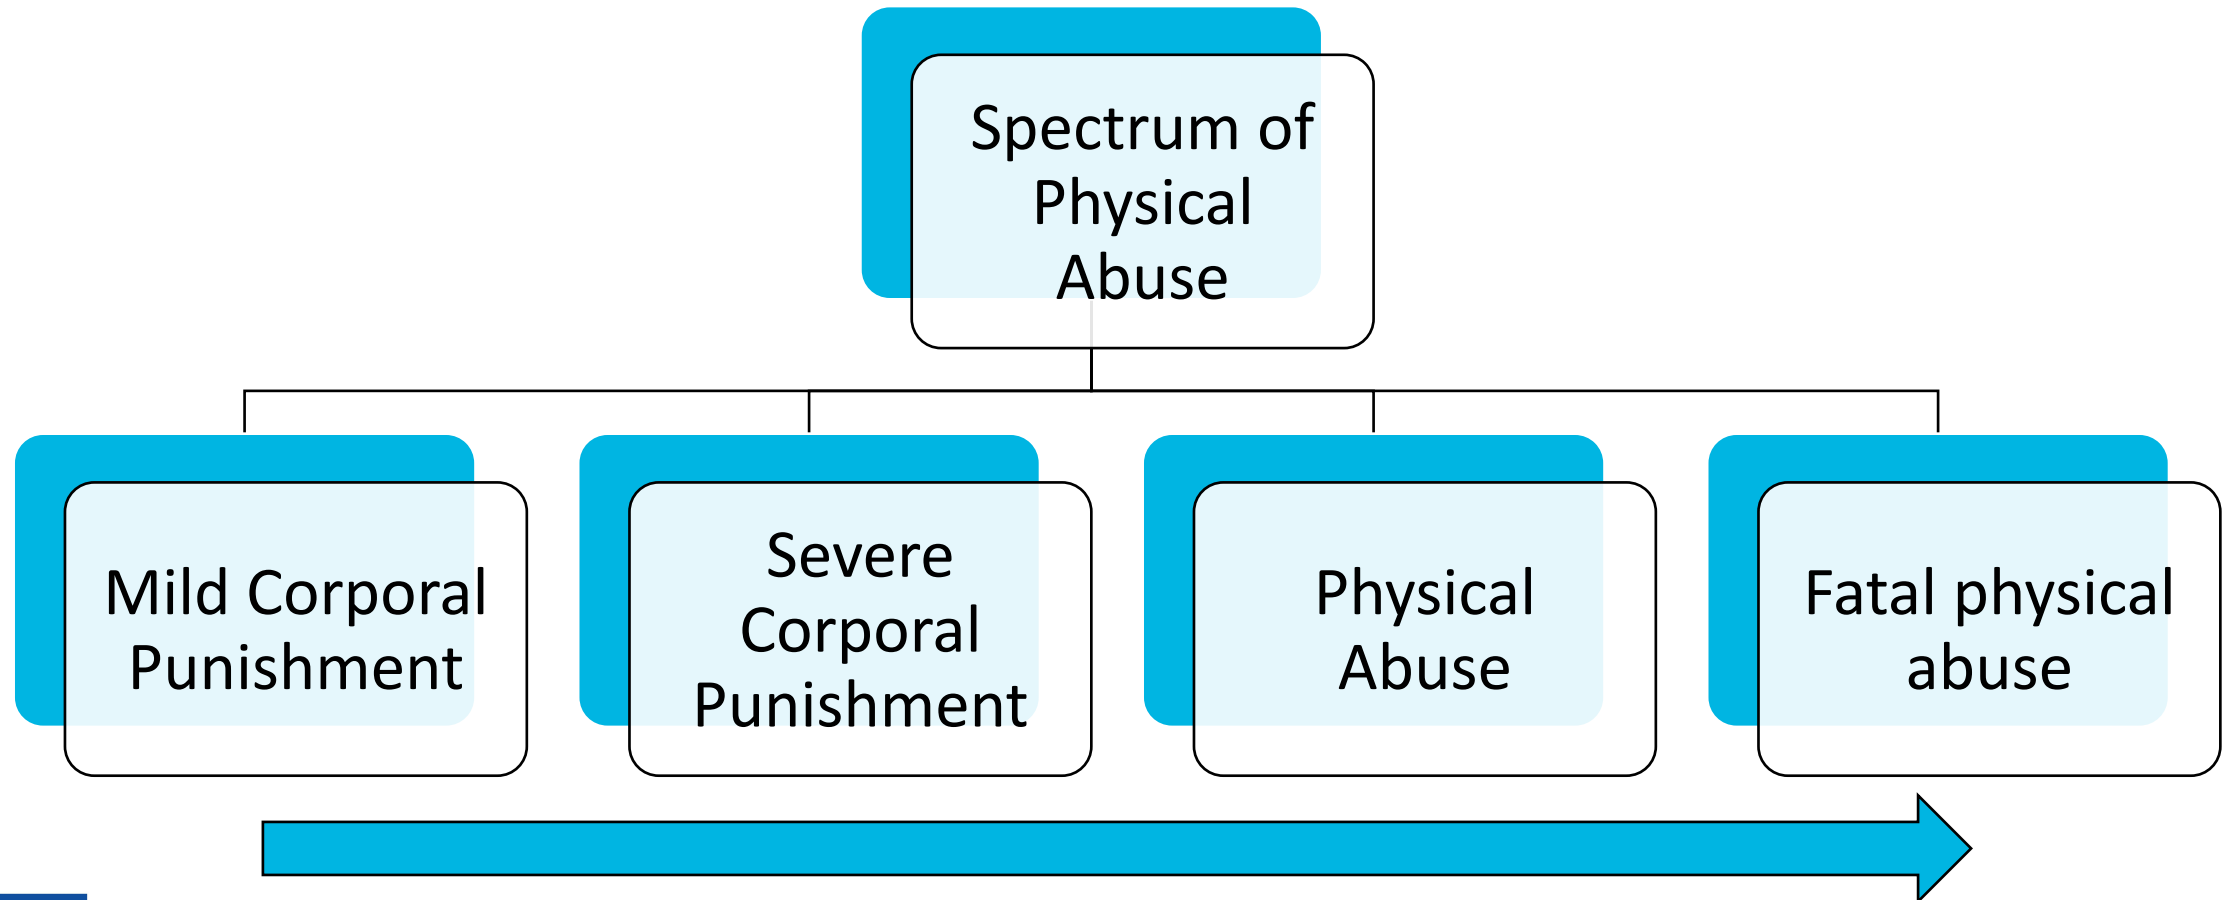 Spectrum of
Physical
Abuse
Mild Corporal
Punishment
Severe
Corporal
Punishment
Physical
Abuse
Fatal physical
abuse